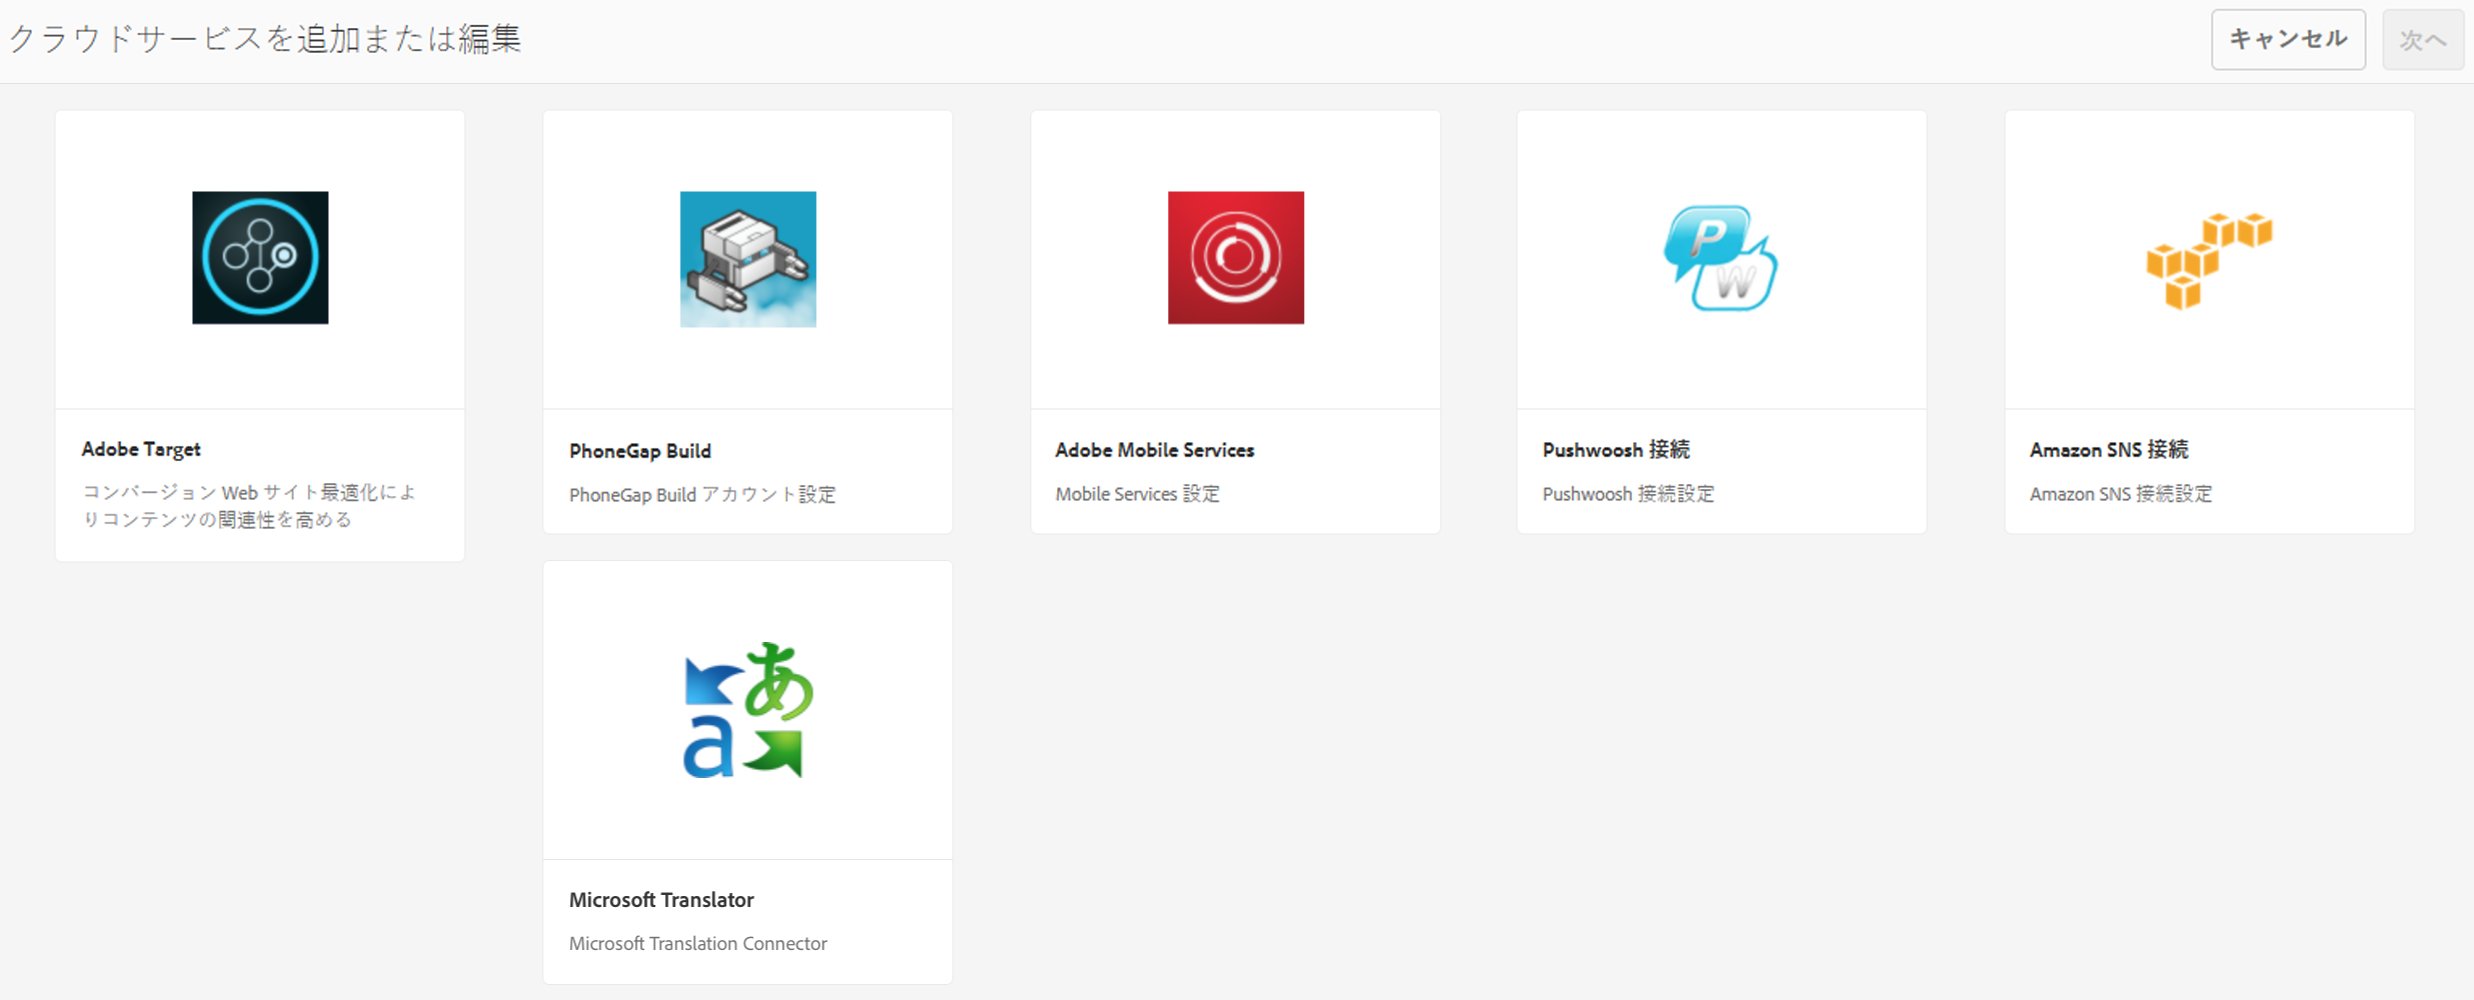 クラウドサービスを追加または編集
キャンセル
次へ
Adobe Target
コンバージョン Web サイト最適化によ
りコンテンツの関連性を高める
PhoneGap Build
PhoneGap Build アカウント設定
Adobe Mobile Services
Mobile Services 設定
P
W
Pushwoosh 接続
Pushwoosh 接続設定
Amazon SNS 接続
Amazon SNS 接続設定
あ
a
Microsoft Translator
Microsoft Translation Connector